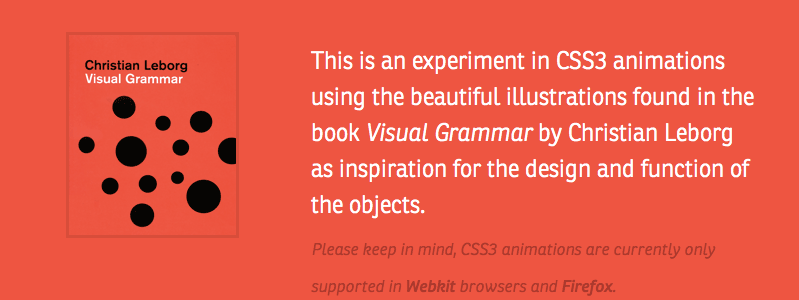 Christian Leborg
Visual Grammar
This is an experiment in CSS3 animations
using the beautiful illustrations found in the
book Visual Grammar by Christian Leborg
as inspiration for the design and function of
the objects.
Please keep in mind, CSS3 animations are currently only
supported in Webkit browsers and Firefox.